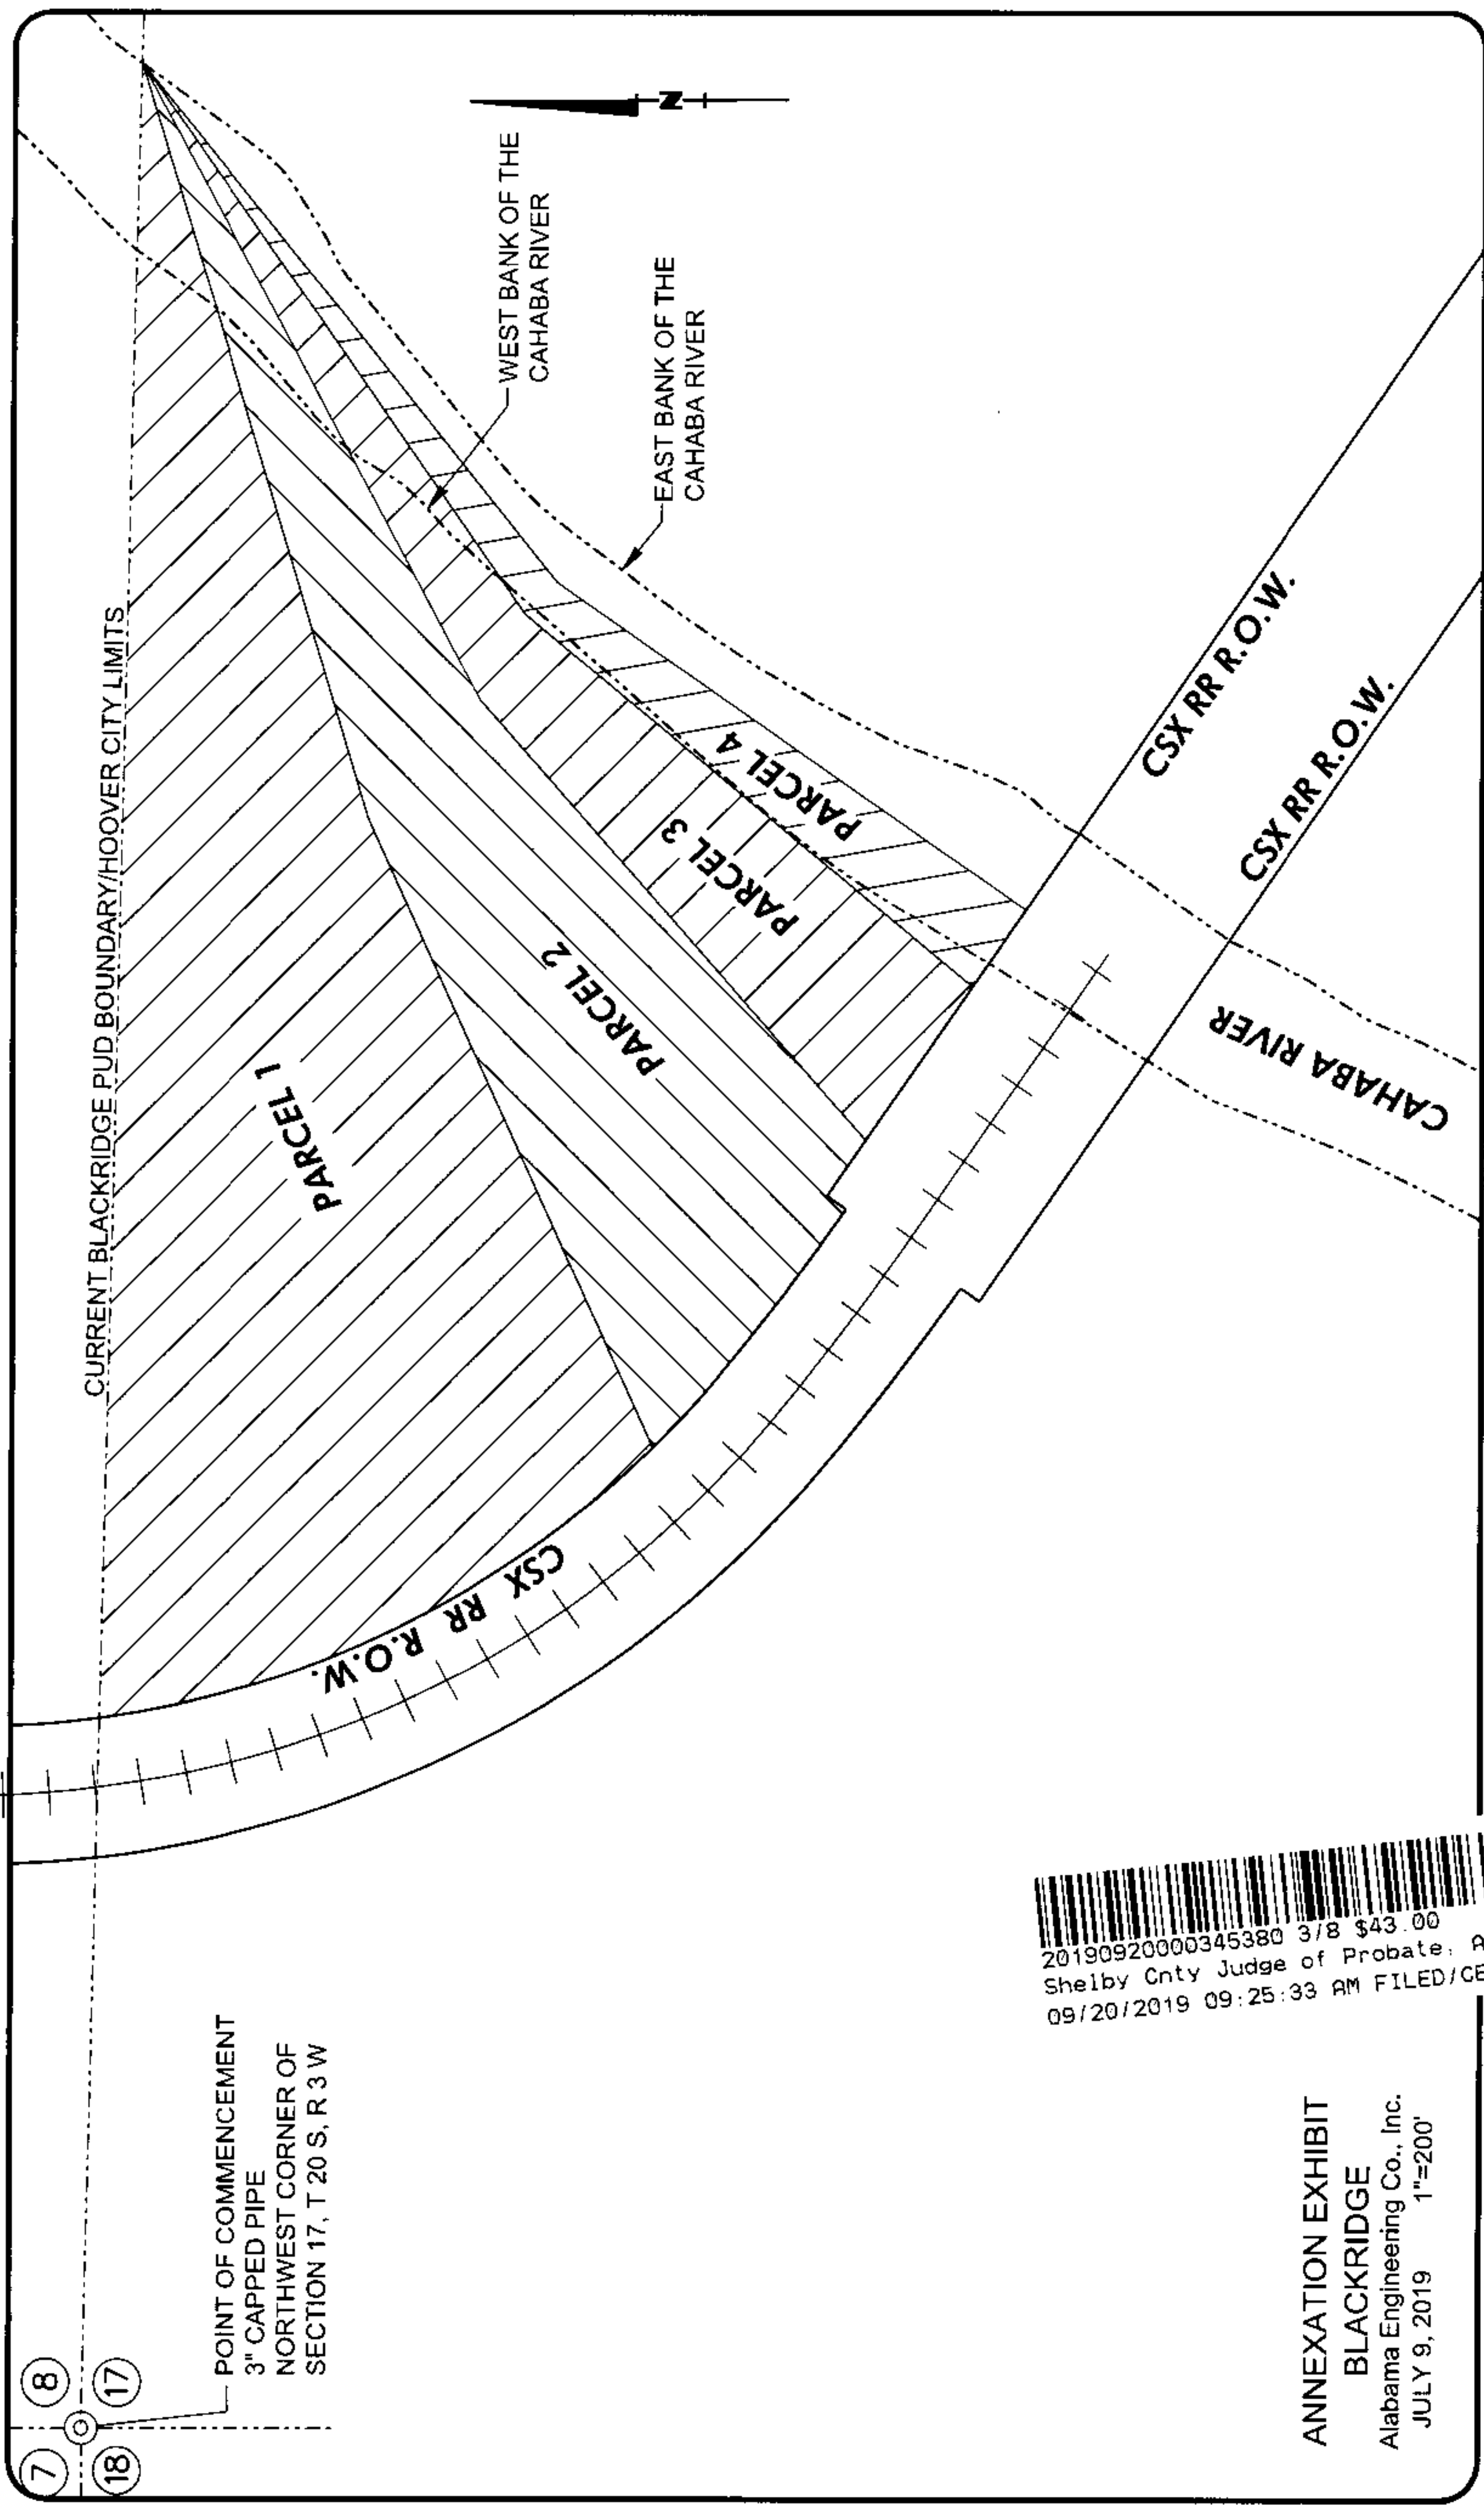 7
8
18
17
POINT OF COMMENCEMENT
3" CAPPED PIPE
NORTHWEST CORNER OF
SECTION 17, T 20 S, R 3 W
CURRENT BLACKRIDGE PUD BOUNDARY/HOOVER CITY LIMITS
N
CSX RR R.O.W.
PARCEL 1
PARCEL 2
PARCEL 3
PARCEL 4
WEST BANK OF THE
CAHABA RIVER
EAST BANK OF THE
CAHABA RIVER
CSX RR R.O.W.
CSX RR R.O.W.
CAHABA RIVER
ANNEXATION EXHIBIT
BLACKRIDGE
Alabama Engineering Co., Inc.
JULY 9, 2019 1"=200'
20190920000345380 3/8 $43.00
Shelby Cnty Judge of Probate, A
09/20/2019 09:25:33 AM FILED/CE